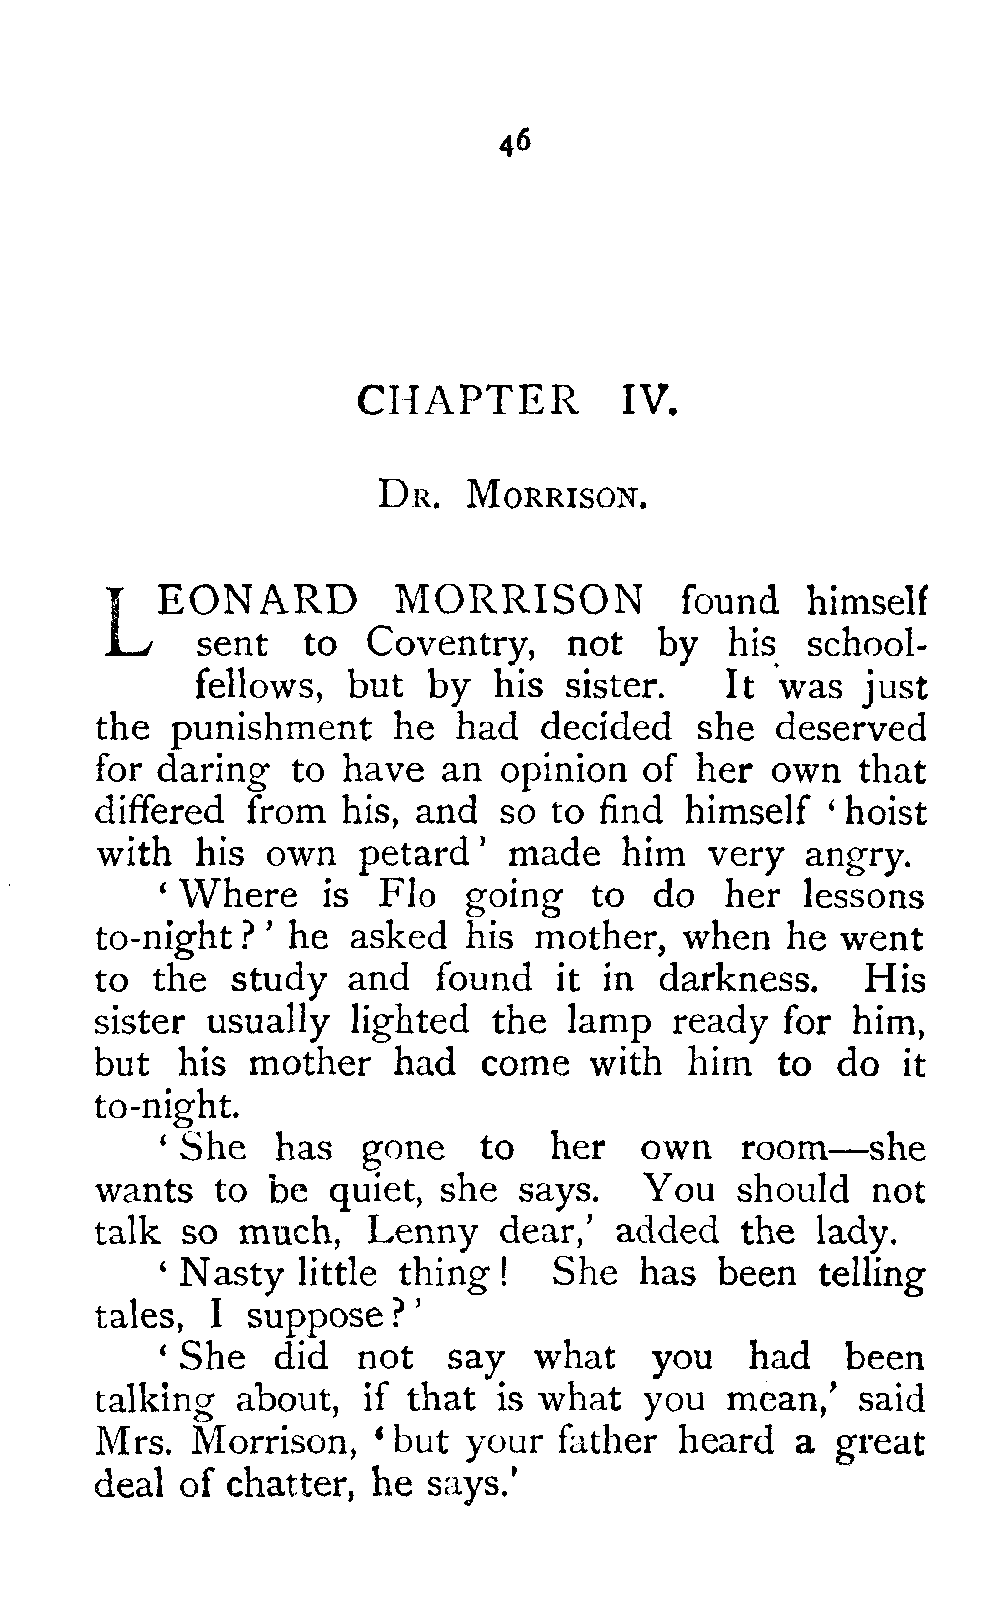 46
CHAPTER IV.
DR. MORRISON.
LEONARD MORRISON found himself
sent to Coventry, not by his school-
fellows, but by his sister. It was just
the punishment he had decided she deserved
for daring to have an opinion of her own that
differed from his, and so to find himself ‘hoist
with his own petard’ made him very angry.
‘Where is Flo going to do her lessons
to-night?’ he asked his mother, when he went
to the study and found it in darkness. His
sister usually lighted the lamp ready for him,
but his mother had come with him to do it
to-night.
‘She has gone to her own room—she
wants to be quiet, she says. You should not
talk so much, Lenny dear,’ added the lady.
‘Nasty little thing! She has been telling
tales, I suppose?’
‘She did not say what you had been
talking about, if that is what you mean,’ said
Mrs. Morrison, ‘but your father heard a great
deal of chatter, he says.’